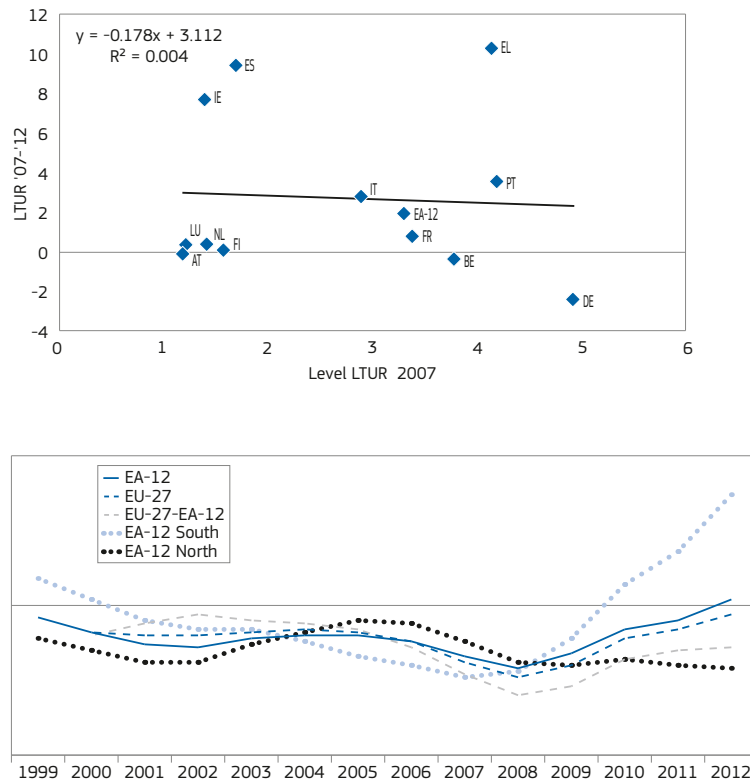 12
y = -0.178x + 3.112
R² = 0.004
EL
ES
10
8
IE
6
LTUR '07-'12
4
IT
PT
2
EA-12
LU
NL
FI
FR
0
AT
BE
-2
DE
-4
0 1 2 3 4 5 6
Level LTUR 2007
EA-12
EU-27
EU-27-EA-12
EA-12 South
EA-12 North
1999 2000 2001 2002 2003 2004 2005 2006 2007 2008 2009 2010 2011 2012